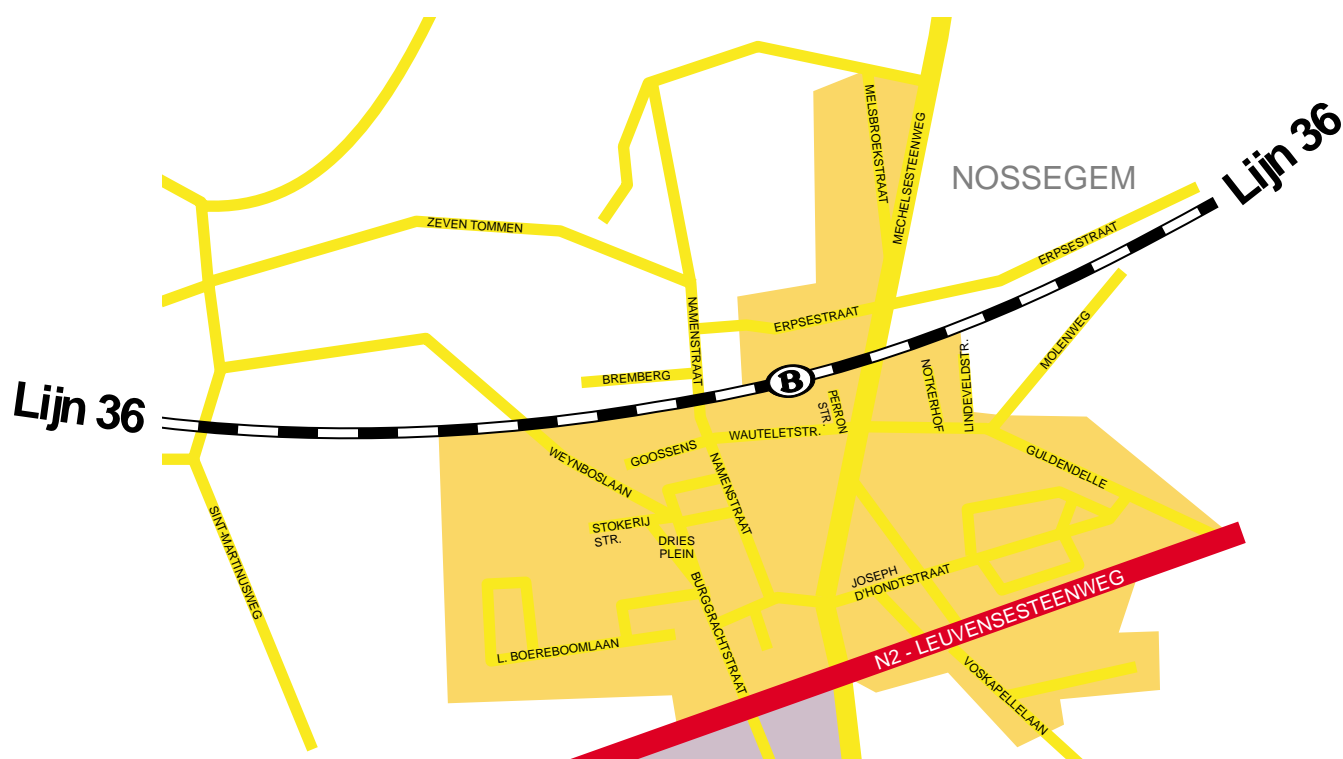 MELSBROEKSTRAAT
MECHELSESTEENWEG
Lijn 36
NOSSEGEM
ZEVEN TOMMEN
ERPSESTRAAT
NAMENSTRAAT
ERPSESTRAAT
MOLENWEG
BREMBERG
B
NOTKERHOF
LINDEVELDSTR.
Lijn 36
PERRON
STR.
WAUTELETSTR.
GOOSSENS
NAMENSTRAAT
WEYNBOSLAAN
GULDENDELLE
SINT-MARTINUSWEG
STOKERIJ
STR.
DRIES
PLEIN
BURGGRACHTSTRAAT
JOSEPH
D'HONDTSTRAAT
L. BOEREBOOMLAAN
N2 - LEUVENSESTEENWEG
VOSKAPELLELAAN